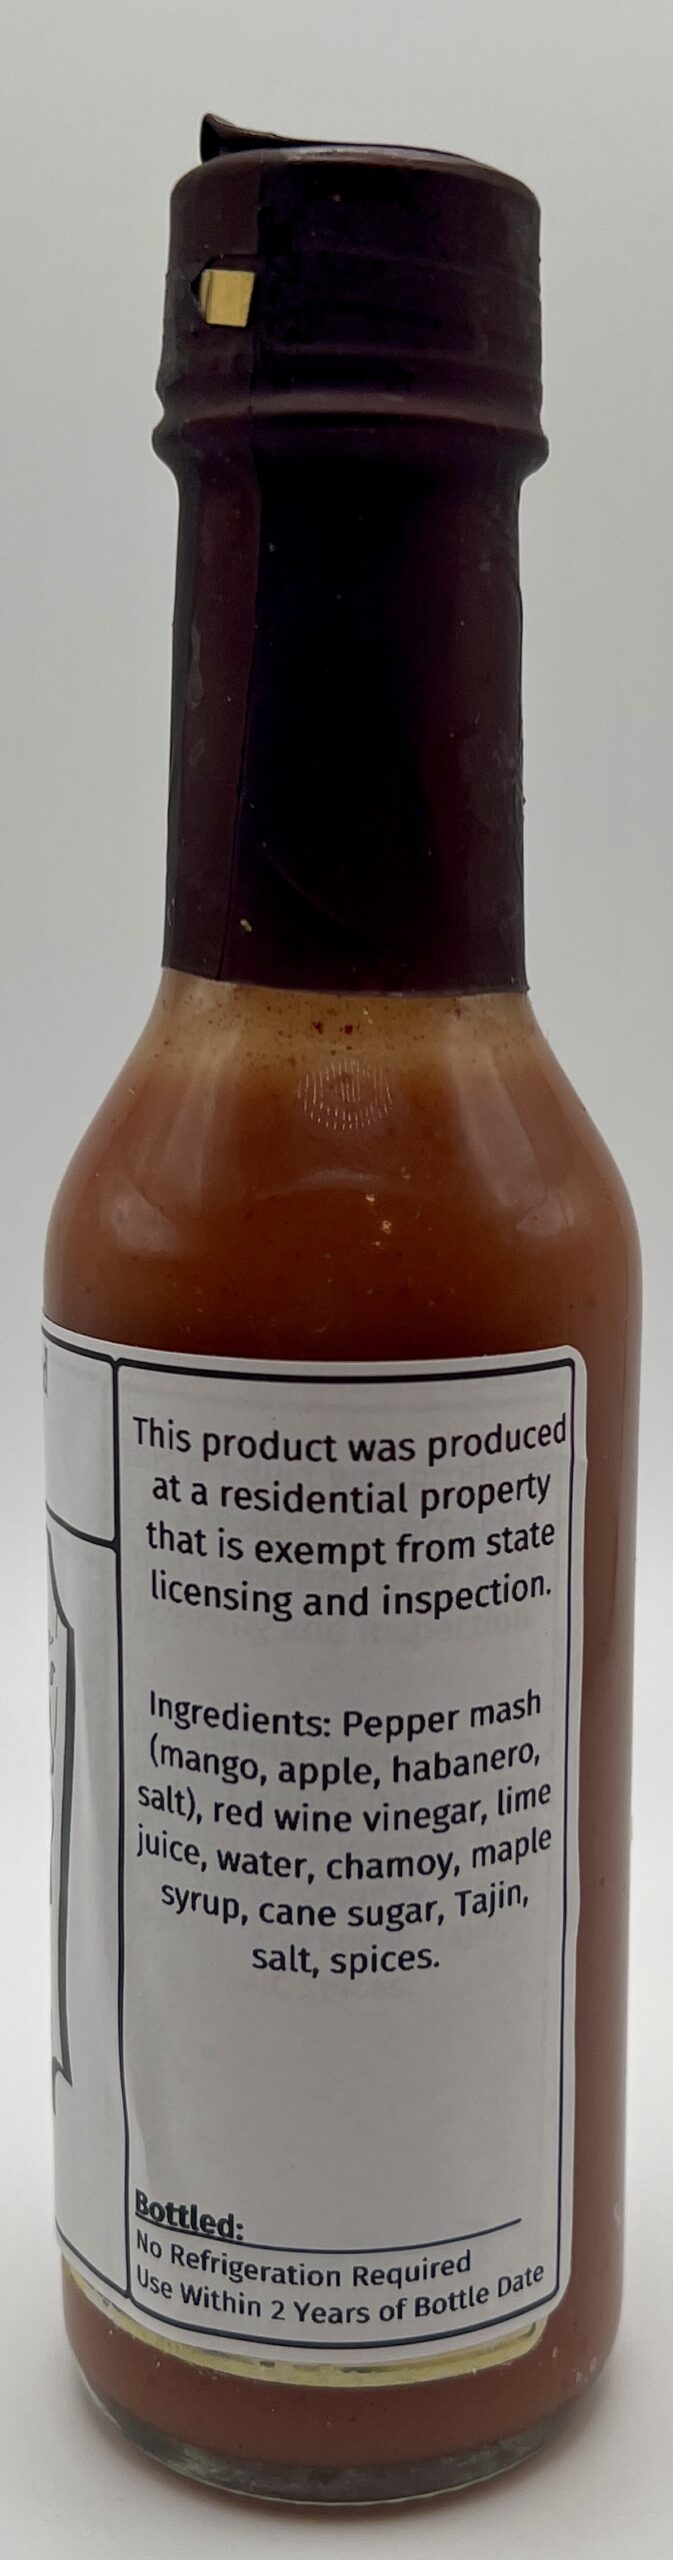 This product was produced
at a residential property
that is exempt from state
licensing and inspection.
Ingredients: Pepper mash
(mango, apple, habanero,
salt), red wine vinegar, lime
juice, water, chamoy, maple
syrup, cane sugar, Tajin,
salt, spices.
Bottled:
No Refrigeration Required
Use Within 2 Years of Bottle Date